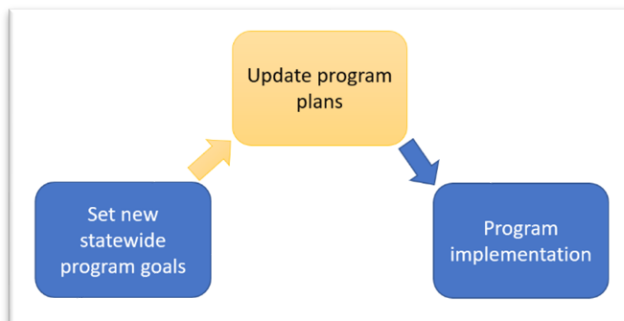 Update program
plans
Set new
statewide
program goals
Program
implementation